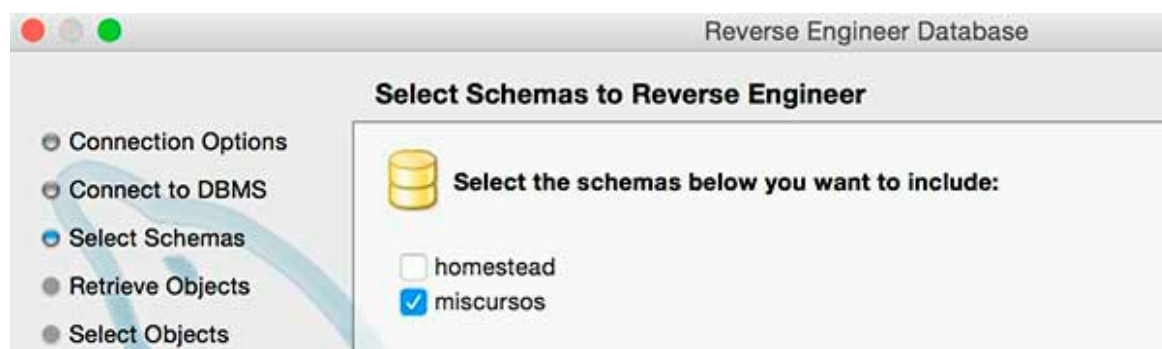 Reverse Engineer Database
Select Schemas to Reverse Engineer
Connection Options
Connect to DBMS
Select Schemas
Retrieve Objects
Select Objects
Select the schemas below you want to include:
homestead
miscursos